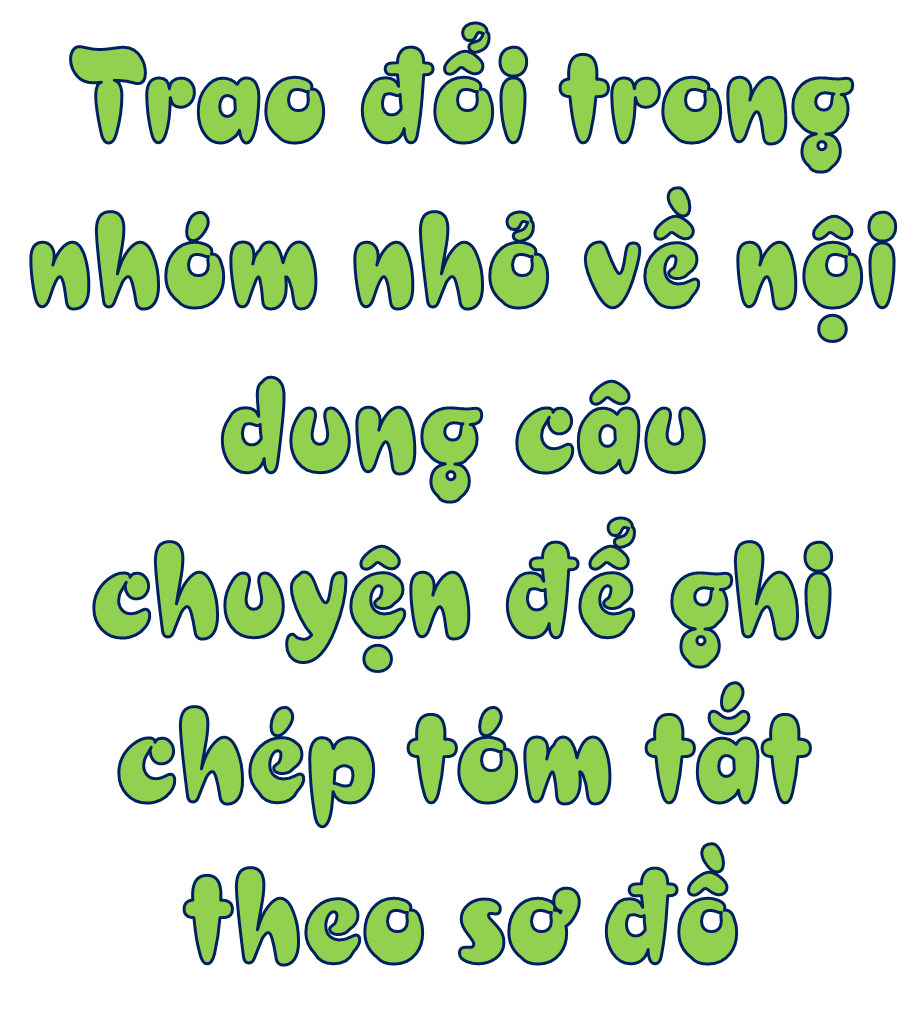 Trao đổi trong
nhóm nhỏ về nội
dung câu
chuyện để ghi
chép tóm tắt
theo sơ đồ